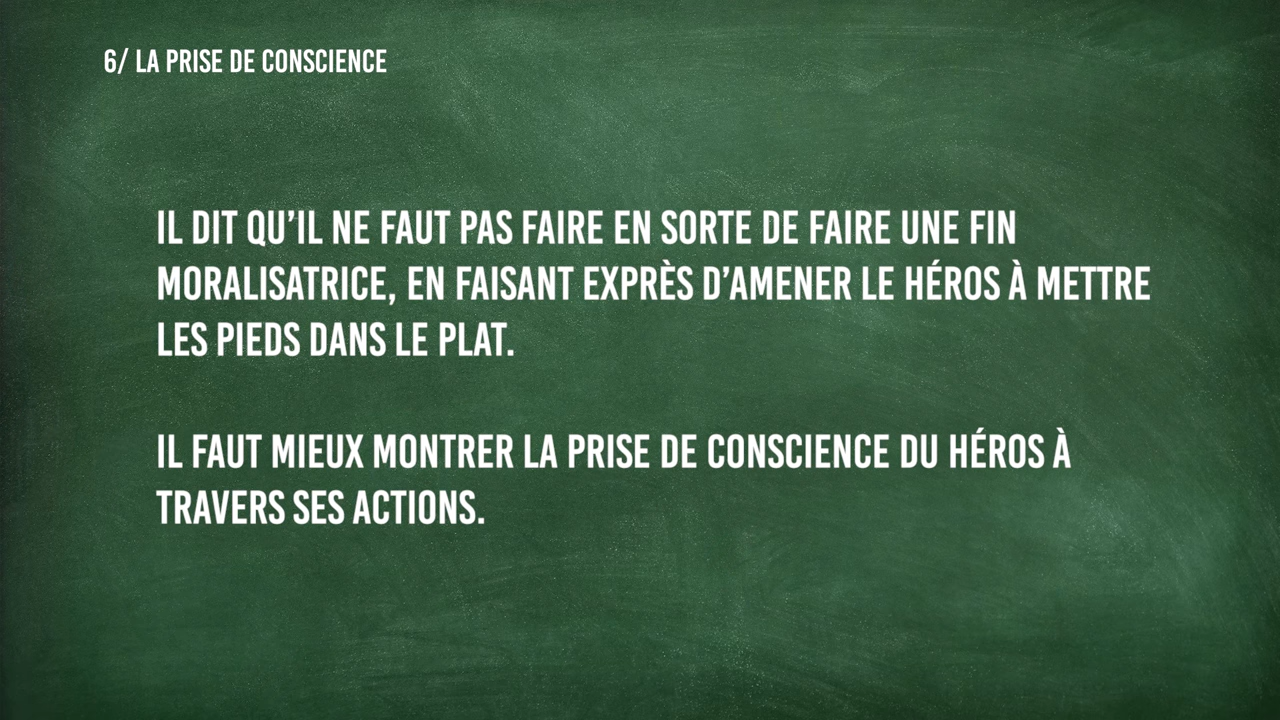 6/ LA PRISE DE CONSCIENCE
IL DIT QU'IL NE FAUT PAS FAIRE EN SORTE DE FAIRE UNE FIN
MORALISATRICE, EN FAISANT EXPRÈS D'AMENER LE HÉROS À METTRE
LES PIEDS DANS LE PLAT.
IL FAUT MIEUX MONTRER LA PRISE DE CONSCIENCE DU HÉROS À
TRAVERS SES ACTIONS.